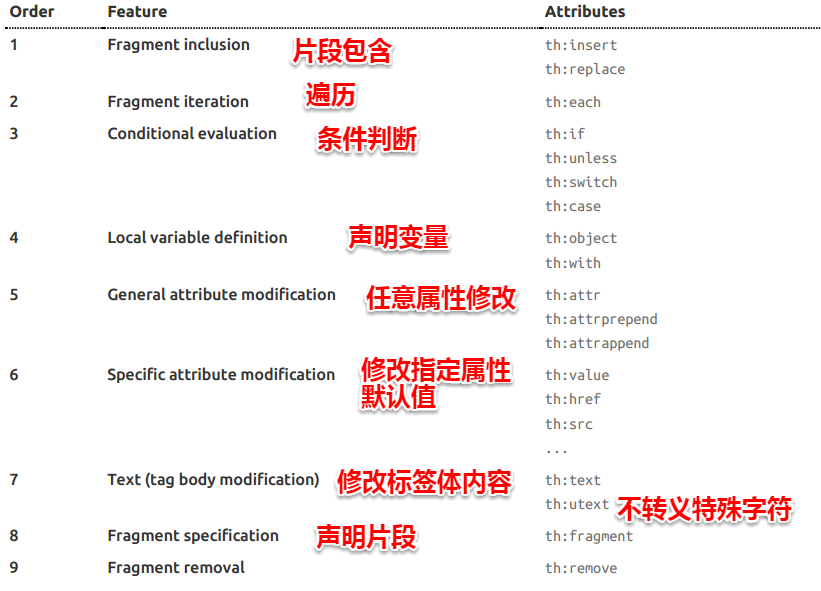 Order Feature Attributes
1 Fragment inclusion 片段包含 th:insert
th:replace
2 Fragment iteration 遍历 th:each
3 Conditional evaluation 条件判断 th:if
th:unless
th:switch
th:case
4 Local variable definition 声明变量 th:object
th:with
5 General attribute modification 任意属性修改 th:attr
th:attrprepend
th:attrappend
6 Specific attribute modification 修改指定属性 th:value
默认值 th:href
th:src
...
7 Text (tag body modification) 修改标签体内容 th:text
th:utext 不转义特殊字符
8 Fragment specification 声明片段 th:fragment
9 Fragment removal th:remove